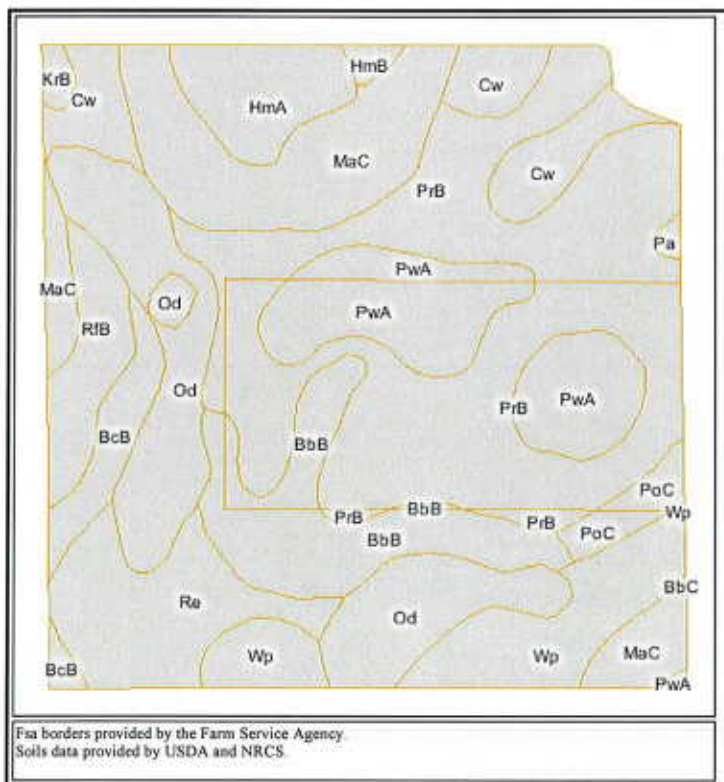 HmB
KrB
Cw
Cw
HmA
MaC
Cw
PrB
Pa
PwA
MaC
Od
PwA
RfB
Od
PwA
PrB
BcB
BbB
PoC
BbB
Wp
PrB
PrB
PoC
BbB
BbC
Re
Od
Wp
Wp
MaC
BcB
PwA
Fsa borders provided by the Farm Service Agency.
Soils data provided by USDA and NRCS.